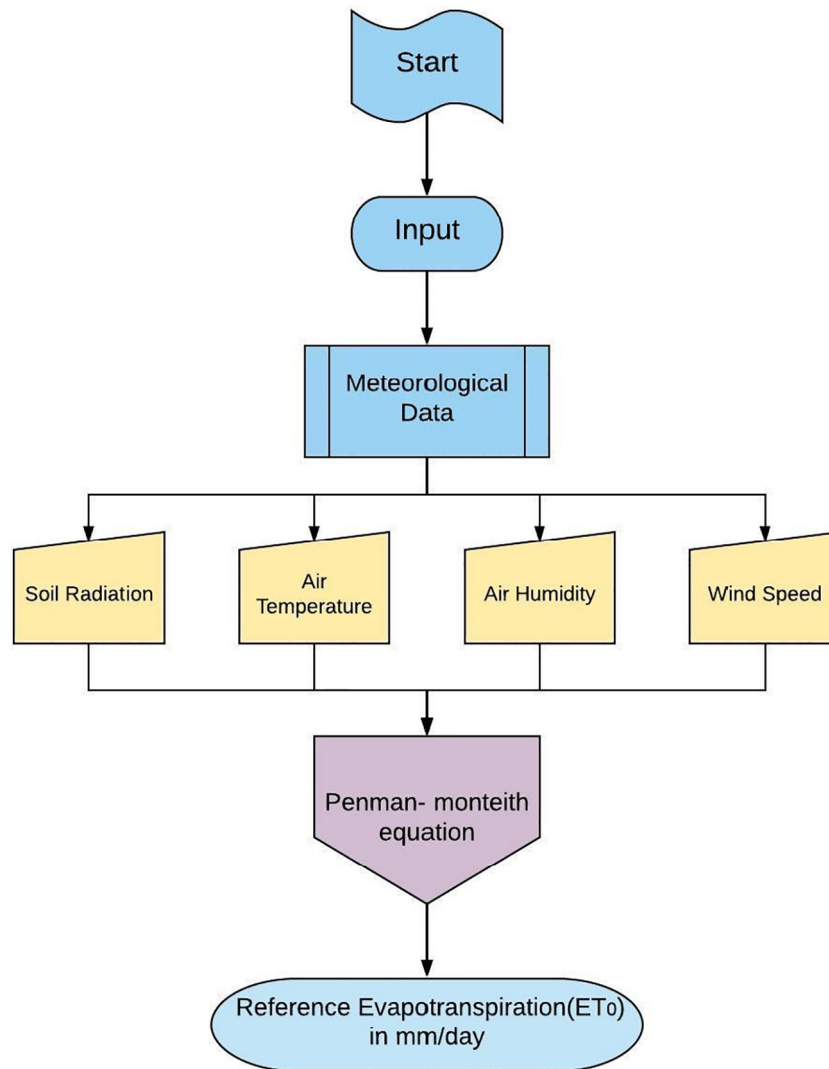 Start
Input
Meteorological
Data
Soil Radiation
Air
Temperature
Air Humidity
Wind Speed
Penman- monteith
equation
Reference Evapotranspiration(ET₀)
in mm/day